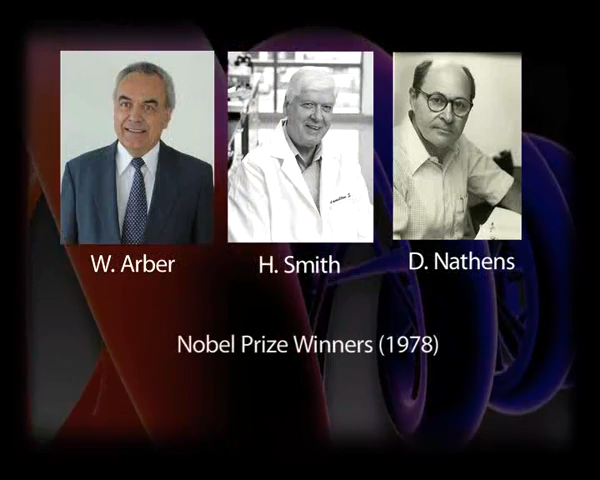 W. Arber
H. Smith
D. Nathens
Nobel Prize Winners (1978)